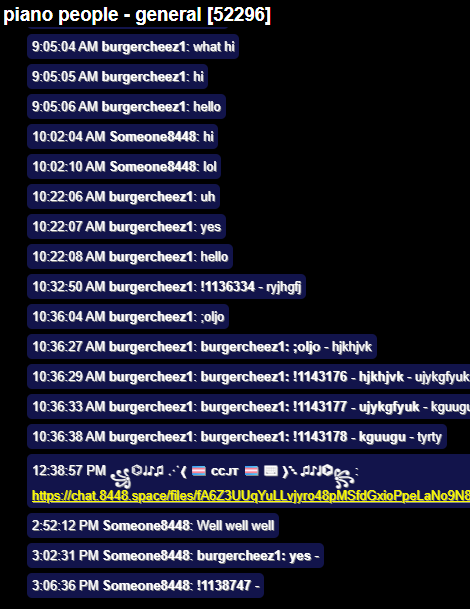 piano people - general [52296]
9:05:04 AM burgercheez1: what hi
9:05:05 AM burgercheez1: hi
9:05:06 AM burgercheez1: hello
10:02:04 AM Someone8448: hi
10:02:10 AM Someone8448: lol
10:22:06 AM burgercheez1: uh
10:22:07 AM burgercheez1: yes
10:22:08 AM burgercheez1: hello
10:32:50 AM burgercheez1: !1136334 - ryjhgfj
10:36:04 AM burgercheez1: ;oljo
10:36:27 AM burgercheez1: burgercheez1: ;oljo - hjkhjvk
10:36:29 AM burgercheez1: burgercheez1: !1143176 - hjkhjvk - ujykgfyuk
10:36:33 AM burgercheez1: burgercheez1: !1143177 - ujykgfyuk - kguugu
10:36:38 AM burgercheez1: burgercheez1: !1143178 - kguugu - tyrty
12:38:57 PM ccJT :
https://chat.8448.space/files/fA6Z3UUqYuLLvjyro48pMSfdGxioPpeLaNo9N8
2:52:12 PM Someone8448: Well well well
3:02:31 PM Someone8448: burgercheez1: yes -
3:06:36 PM Someone8448: !1138747 -